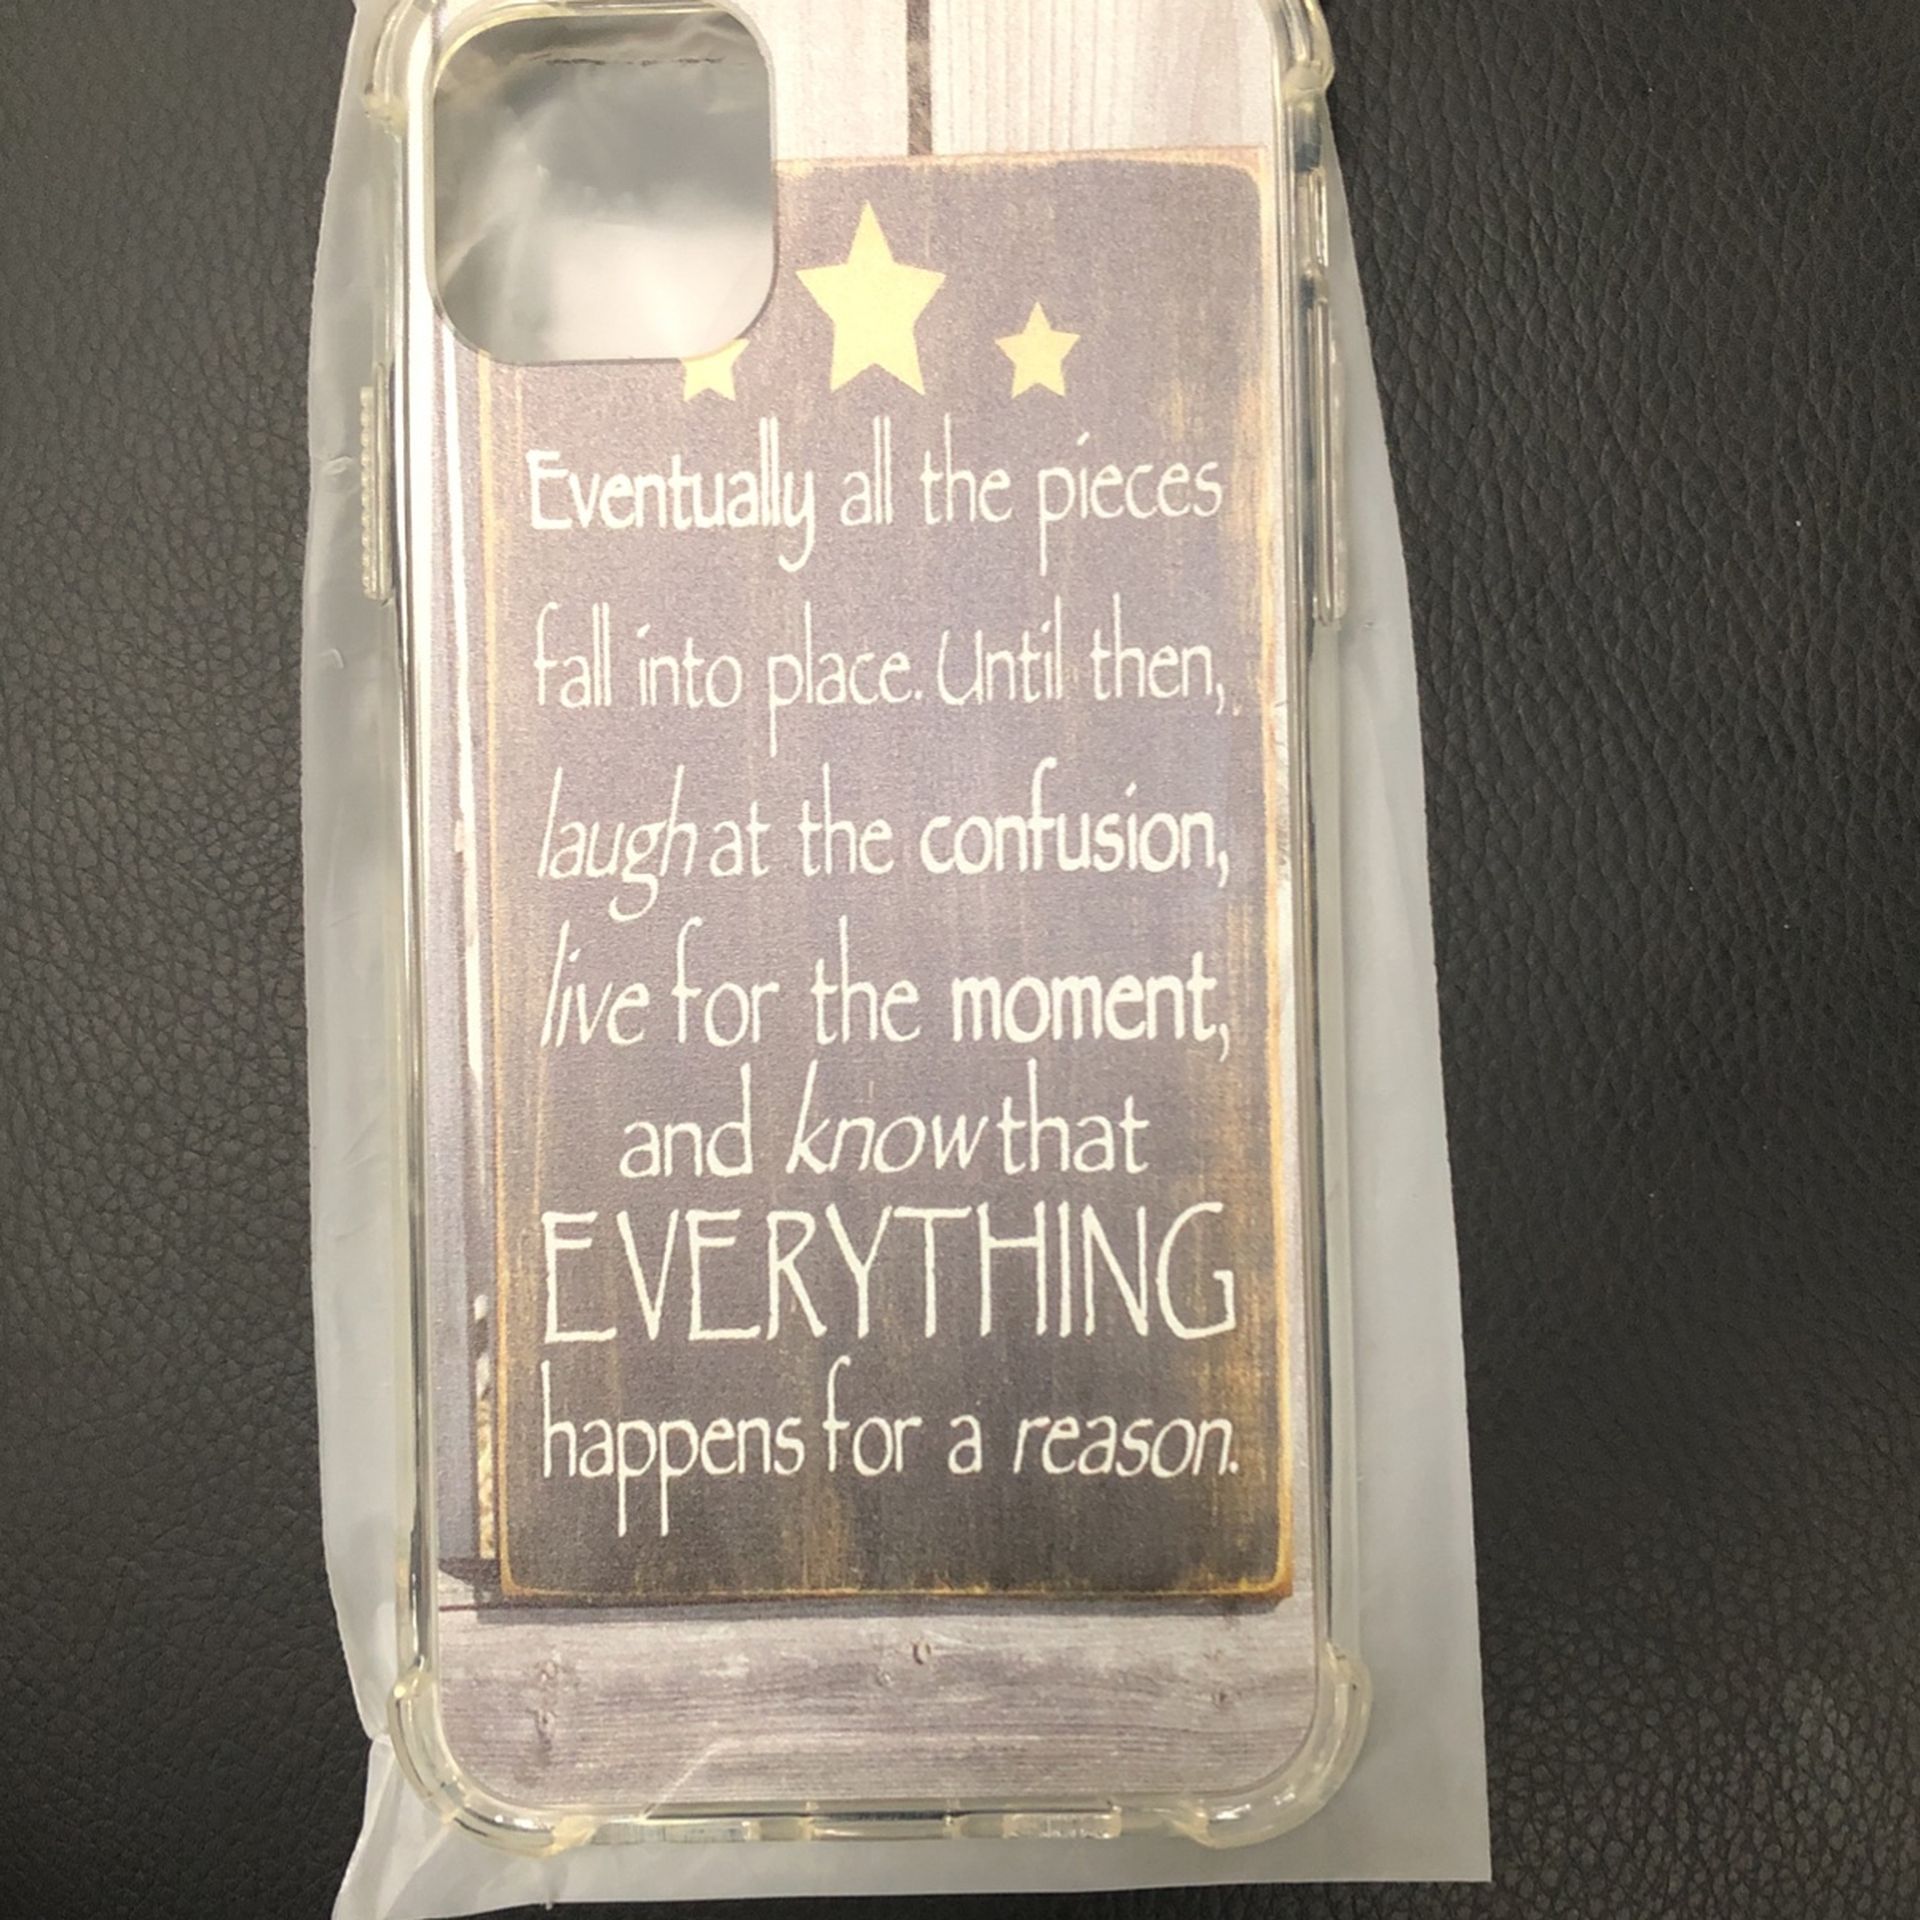 Eventually all the pieces
fall into place. Until then,
laugh at the confusion,
live for the moment,
and know that
EVERYTHING
happens for a reason.